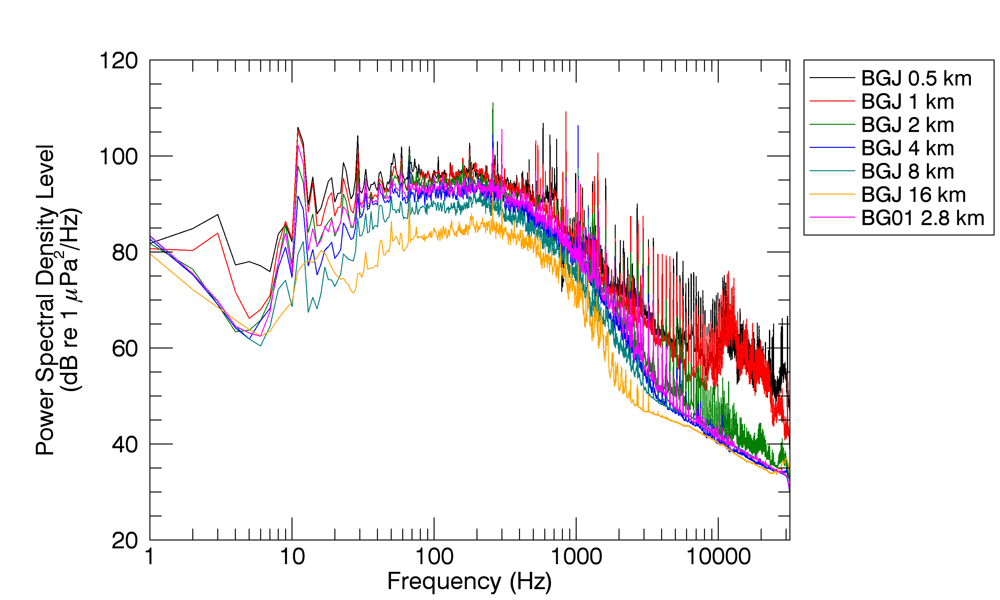 120
100
80
60
40
20
1
10
100
1000
10000
Frequency (Hz)
Power Spectral Density Level
(dB re 1 μPa²/Hz)
BGJ 0.5 km
BGJ 1 km
BGJ 2 km
BGJ 4 km
BGJ 8 km
BGJ 16 km
BG01 2.8 km